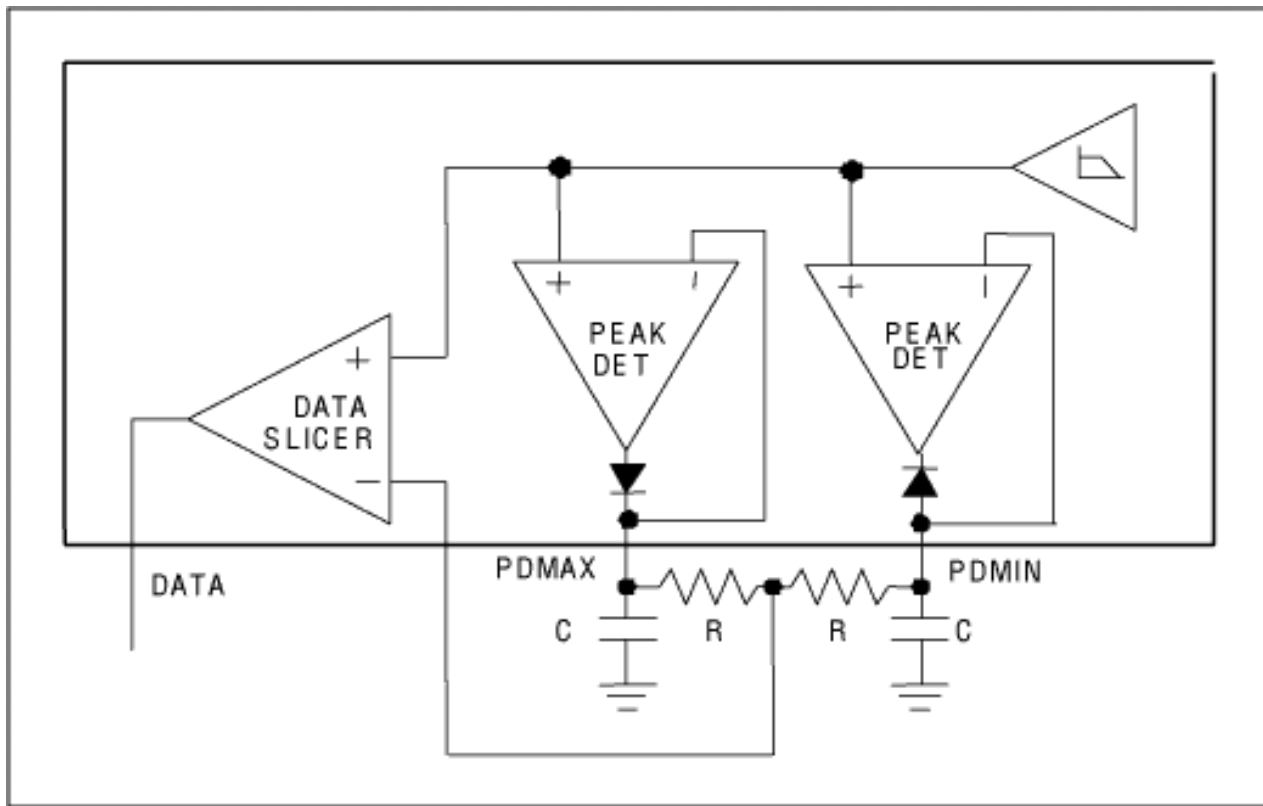 +
−
PEAK
DET
+
−
PEAK
DET
+
DATA
SLICER
−
DATA
PDMAX
PDMIN
C
R
R
C